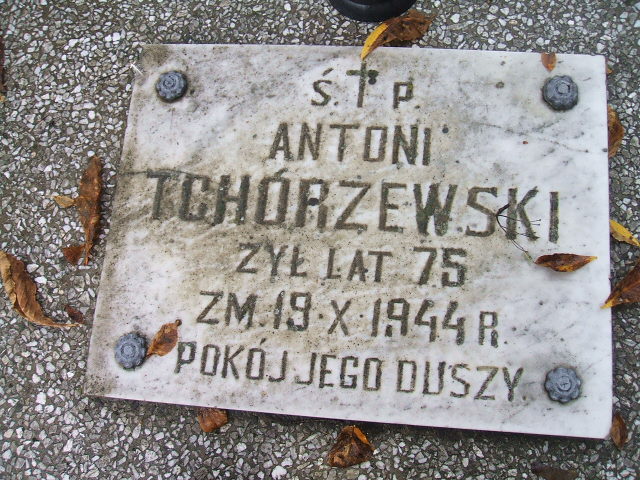 Ś. † P.
ANTONI
TCHÓRZEWSKI
ŻYŁ LAT 75
ZM. 19·X·1944 R.
POKÓJ JEGO DUSZY.